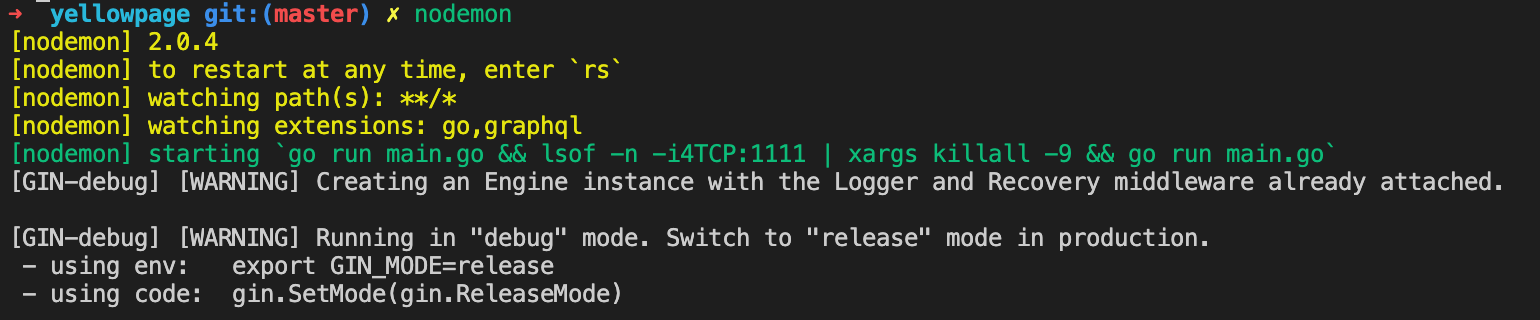 ➜  yellowpage git:(master) ✗ nodemon
[nodemon] 2.0.4
[nodemon] to restart at any time, enter `rs`
[nodemon] watching path(s): **/*
[nodemon] watching extensions: go,graphql
[nodemon] starting `go run main.go && lsof -n -i4TCP:1111 | xargs killall -9 && go run main.go`
[GIN-debug] [WARNING] Creating an Engine instance with the Logger and Recovery middleware already attached.
[GIN-debug] [WARNING] Running in "debug" mode. Switch to "release" mode in production.
 - using env:   export GIN_MODE=release
 - using code:  gin.SetMode(gin.ReleaseMode)